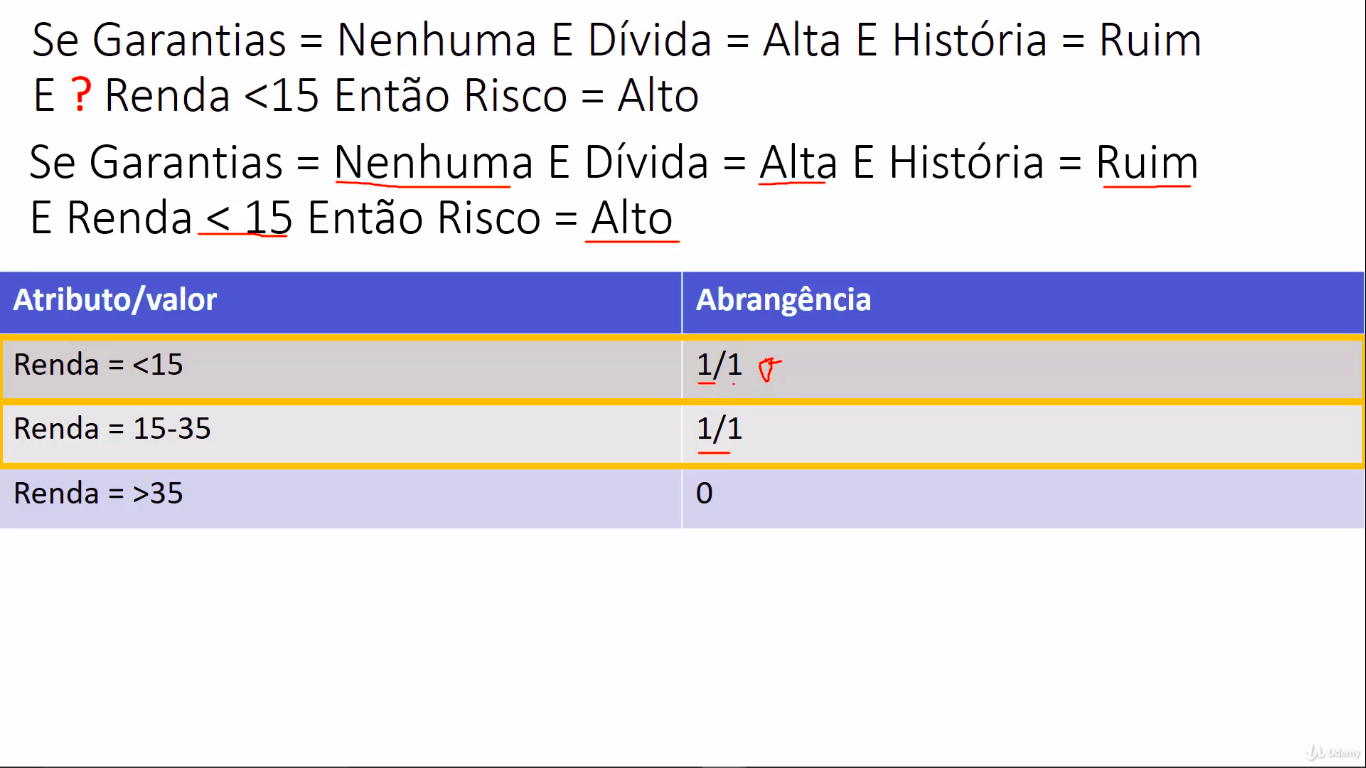 Se Garantias = Nenhuma E Dívida = Alta E História = Ruim
E ? Renda <15 Então Risco = Alto
Se Garantias = Nenhuma E Dívida = Alta E História = Ruim
E Renda < 15 Então Risco = Alto
Atributo/valor Abrangência
Renda = <15 1/1
Renda = 15-35 1/1
Renda = >35 0
Udemy